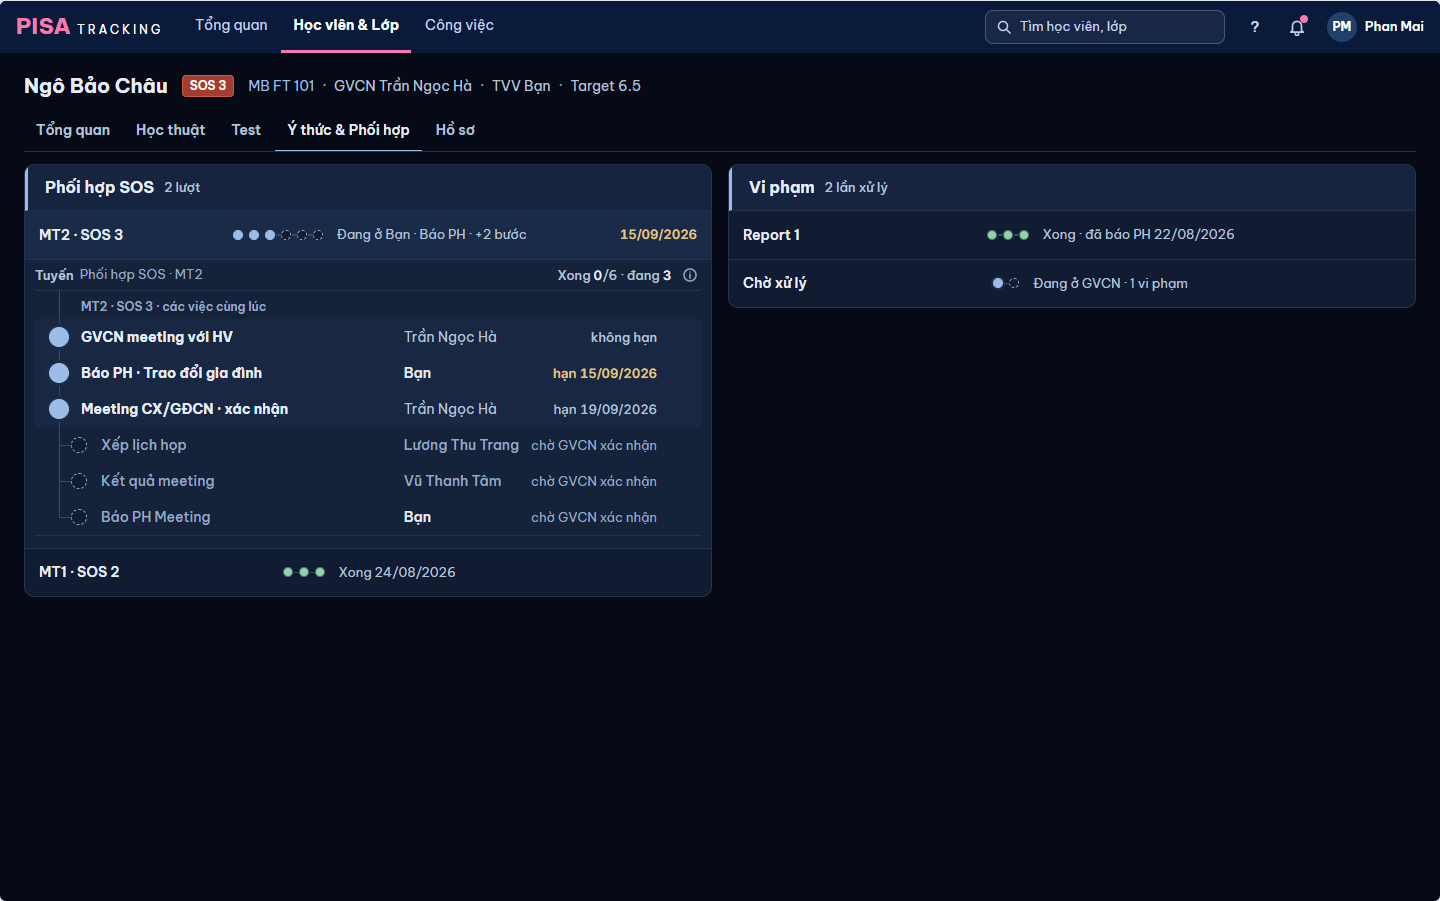 PISA TRACKING Tổng quan Học viên & Lớp Công việc Tìm học viên, lớp ? PM Phan Mai
Ngô Bảo Châu SOS 3 MB FT 101 · GVCN Trần Ngọc Hà · TVV Bạn · Target 6.5
Tổng quan Học thuật Test Ý thức & Phối hợp Hồ sơ
Phối hợp SOS 2 lượt
MT2 · SOS 3 Đang ở Bạn · Báo PH · +2 bước 15/09/2026
Tuyến Phối hợp SOS · MT2 Xong 0/6 · đang 3
MT2 · SOS 3 · các việc cùng lúc
GVCN meeting với HV Trần Ngọc Hà không hạn
Báo PH · Trao đổi gia đình Bạn hạn 15/09/2026
Meeting CX/GĐCN · xác nhận Trần Ngọc Hà hạn 19/09/2026
Xếp lịch họp Lương Thu Trang chờ GVCN xác nhận
Kết quả meeting Vũ Thanh Tâm chờ GVCN xác nhận
Báo PH Meeting Bạn chờ GVCN xác nhận
MT1 · SOS 2 Xong 24/08/2026
Vi phạm 2 lần xử lý
Report 1 Xong · đã báo PH 22/08/2026
Chờ xử lý Đang ở GVCN · 1 vi phạm